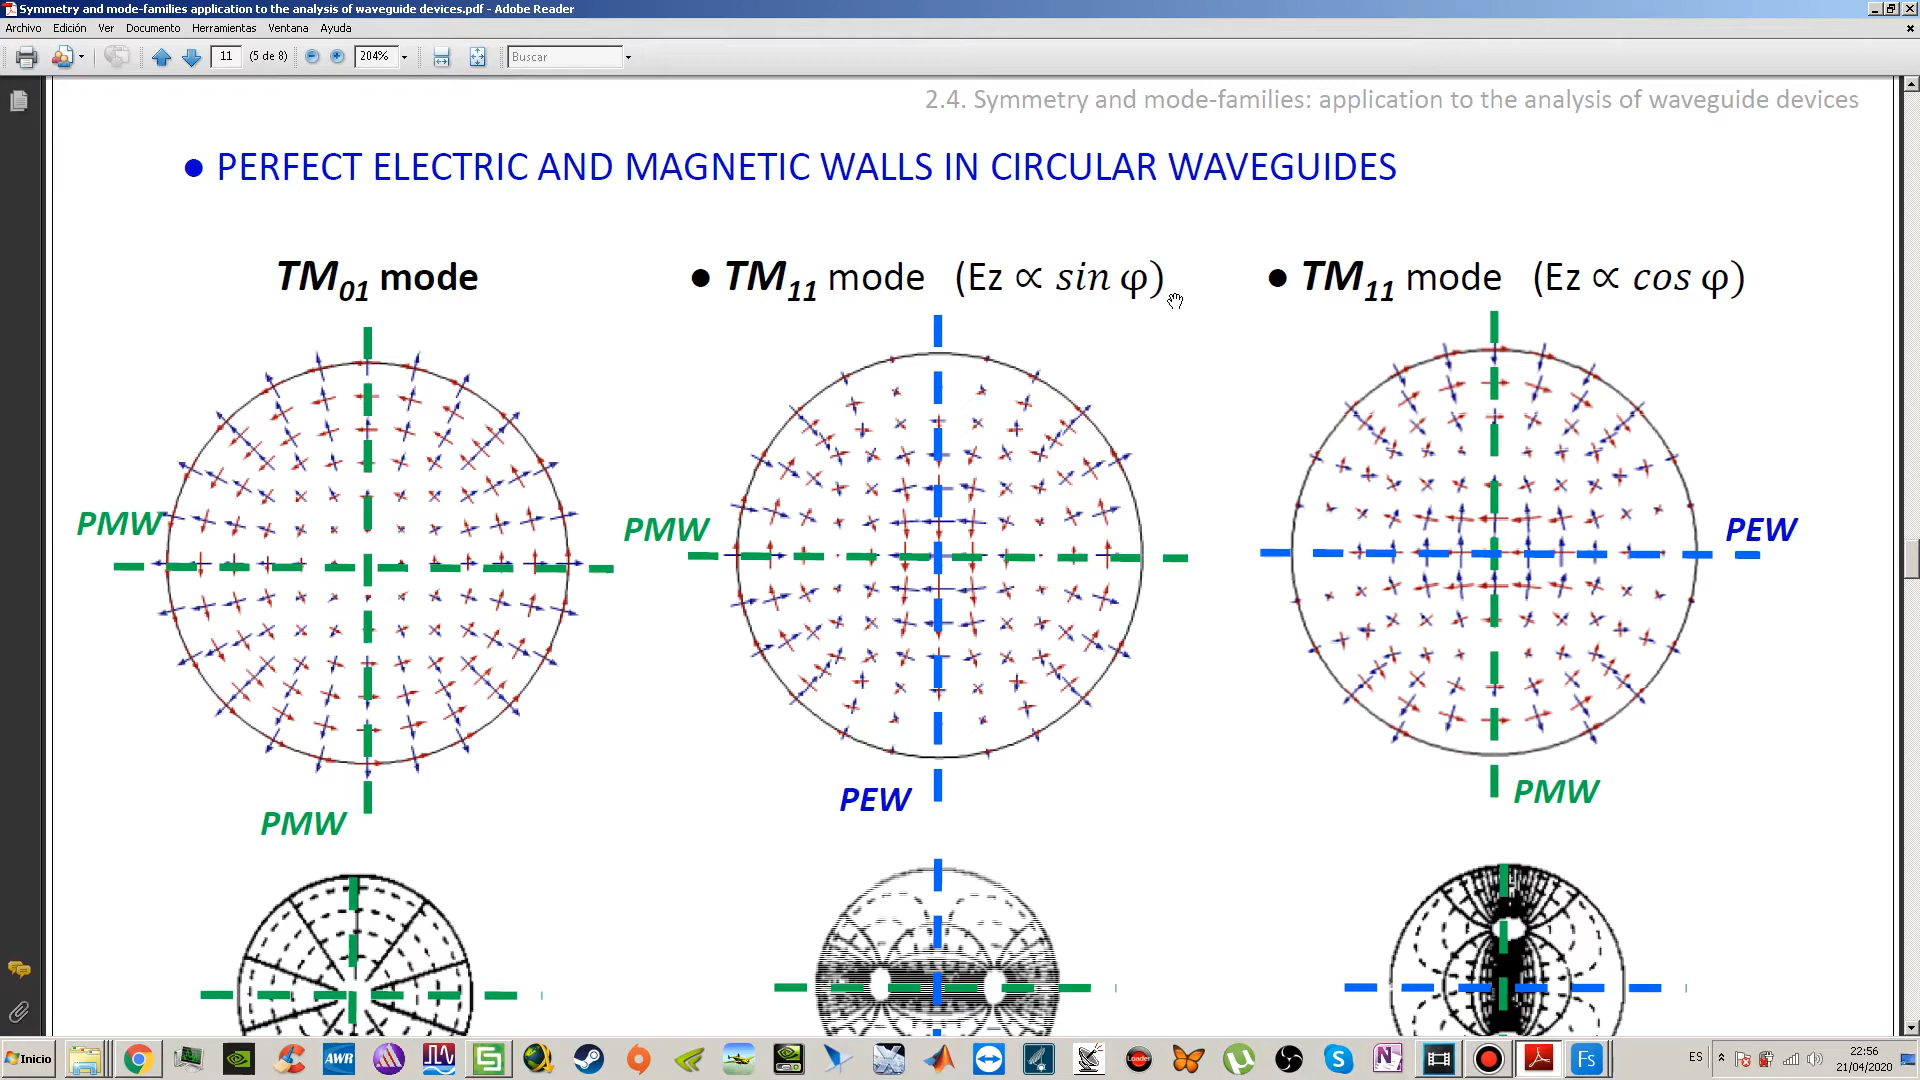 Symmetry and mode-families application to the analysis of waveguide devices.pdf - Adobe Reader
Archivo Edición Ver Documento Herramientas Ventana Ayuda
11 (5 de 8) 204% Buscar
2.4. Symmetry and mode-families: application to the analysis of waveguide devices
● PERFECT ELECTRIC AND MAGNETIC WALLS IN CIRCULAR WAVEGUIDES
TM01 mode
● TM11 mode (Ez ∝ sin φ)
● TM11 mode (Ez ∝ cos φ)
PMW
PMW
PEW
PMW
PEW
PMW
Inicio
AWR
Loader
Fs
ES
22:56
21/04/2020